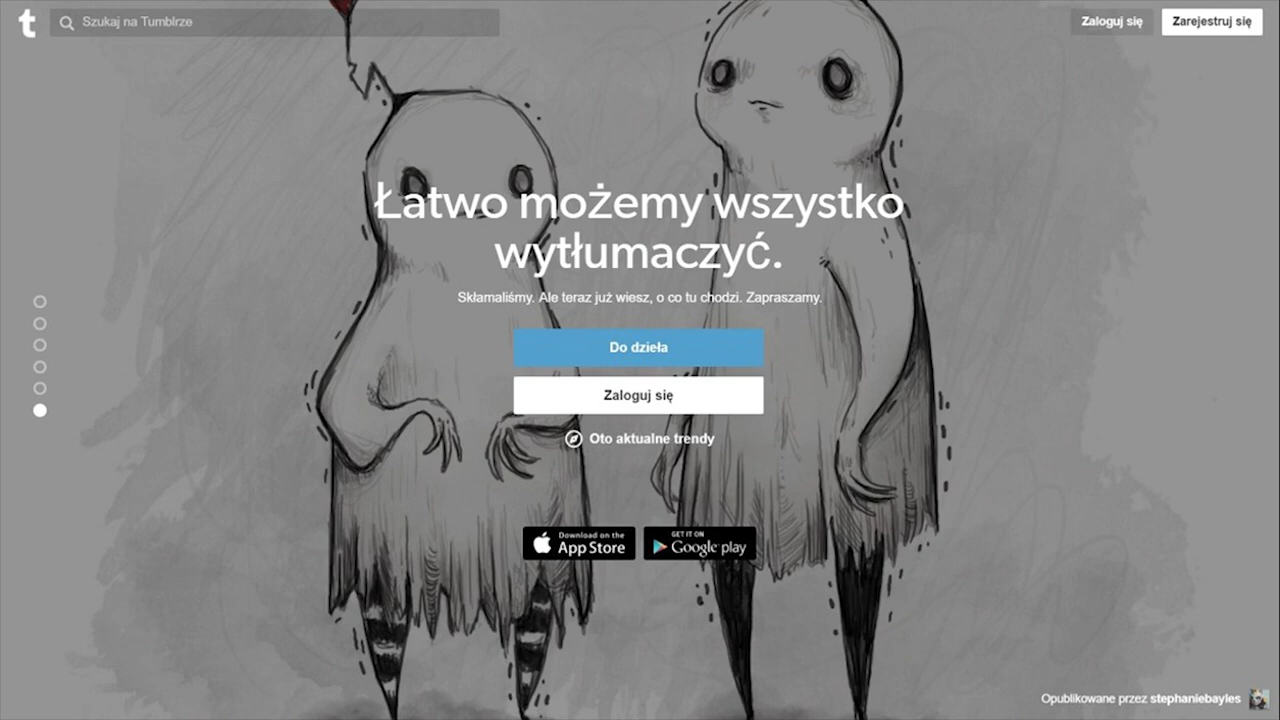 t
Szukaj na Tumblrze
Zaloguj się
Zarejestruj się
Łatwo możemy wszystko
wytłumaczyć.
Skłamaliśmy. Ale teraz już wiesz, o co tu chodzi. Zapraszamy.
Do dzieła
Zaloguj się
Oto aktualne trendy
Download on the
App Store
GET IT ON
Google play
Opublikowane przez stephaniebayles